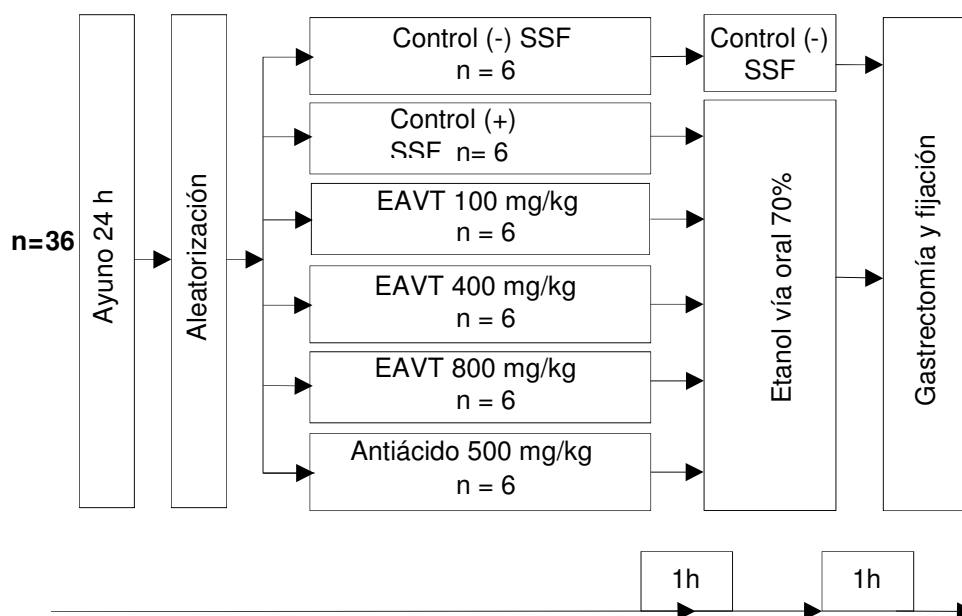 n=36
Ayuno 24 h
Aleatorización
Control (-) SSF
n = 6
Control (+)
SSF n= 6
EAVT 100 mg/kg
n = 6
EAVT 400 mg/kg
n = 6
EAVT 800 mg/kg
n = 6
Antiácido 500 mg/kg
n = 6
Control (-)
SSF
Etanol vía oral 70%
Gastrectomía y fijación
1h
1h